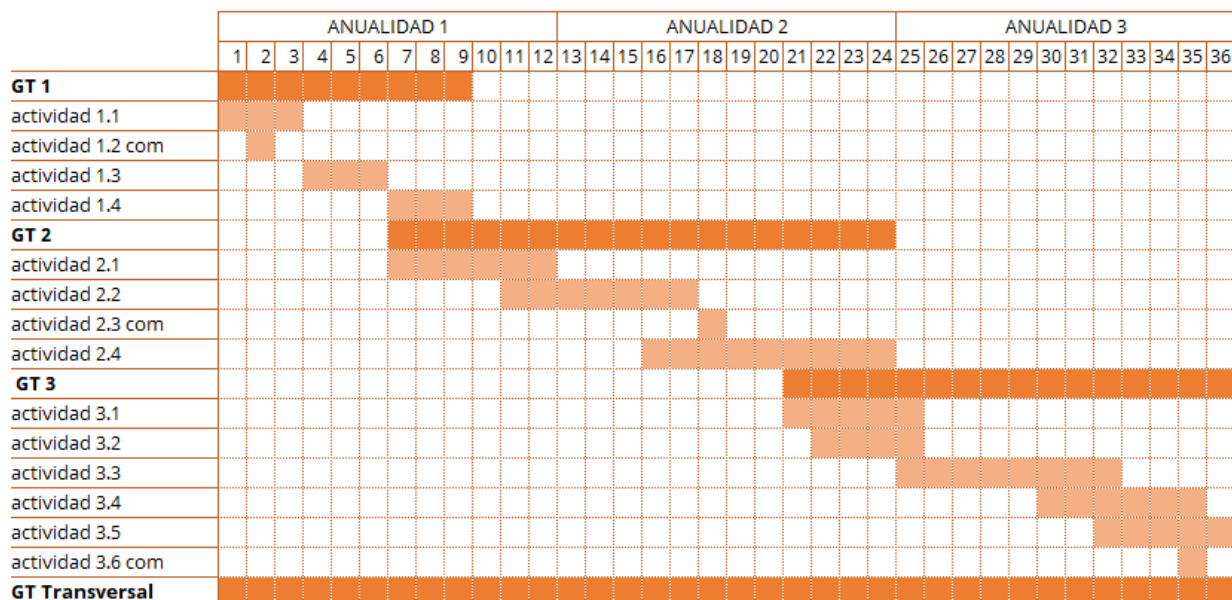 ANUALIDAD 1 ANUALIDAD 2 ANUALIDAD 3
1 2 3 4 5 6 7 8 9 10 11 12 13 14 15 16 17 18 19 20 21 22 23 24 25 26 27 28 29 30 31 32 33 34 35 36
GT 1
actividad 1.1
actividad 1.2 com
actividad 1.3
actividad 1.4
GT 2
actividad 2.1
actividad 2.2
actividad 2.3 com
actividad 2.4
GT 3
actividad 3.1
actividad 3.2
actividad 3.3
actividad 3.4
actividad 3.5
actividad 3.6 com
GT Transversal